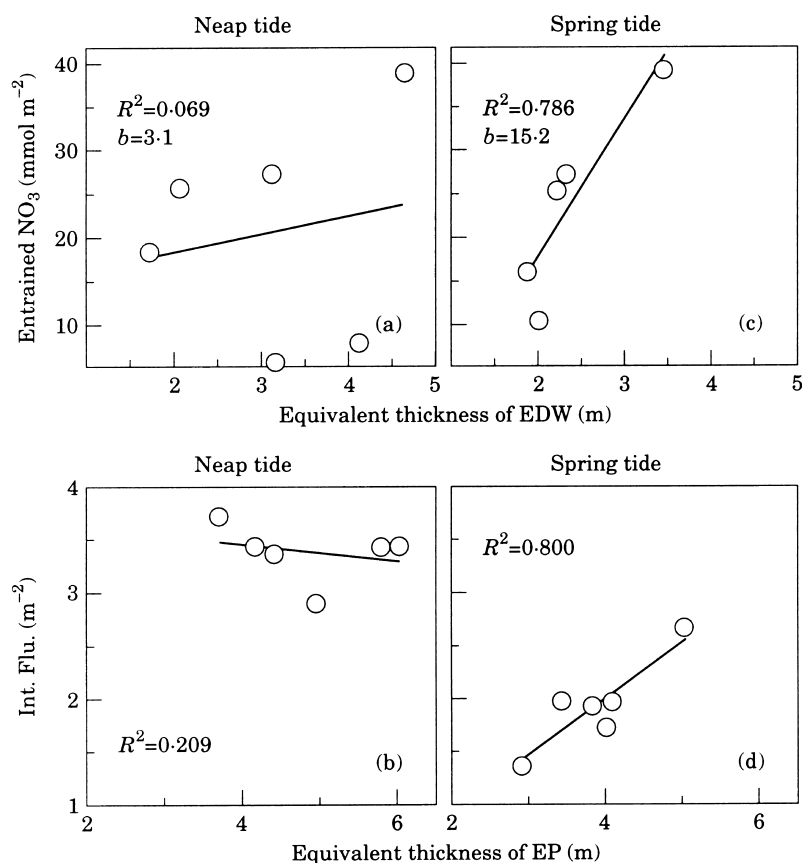 Neap tide
Spring tide
Entrained NO₃ (mmol m⁻²)
40
30
20
10
R²=0·069
b=3·1
(a)
R²=0·786
b=15·2
(c)
2 3 4 5
2 3 4 5
Equivalent thickness of EDW (m)
Neap tide
Spring tide
Int. Flu. (m⁻²)
4
3
2
1
R²=0·209
(b)
R²=0·800
(d)
2 4 6
2 4 6
Equivalent thickness of EP (m)